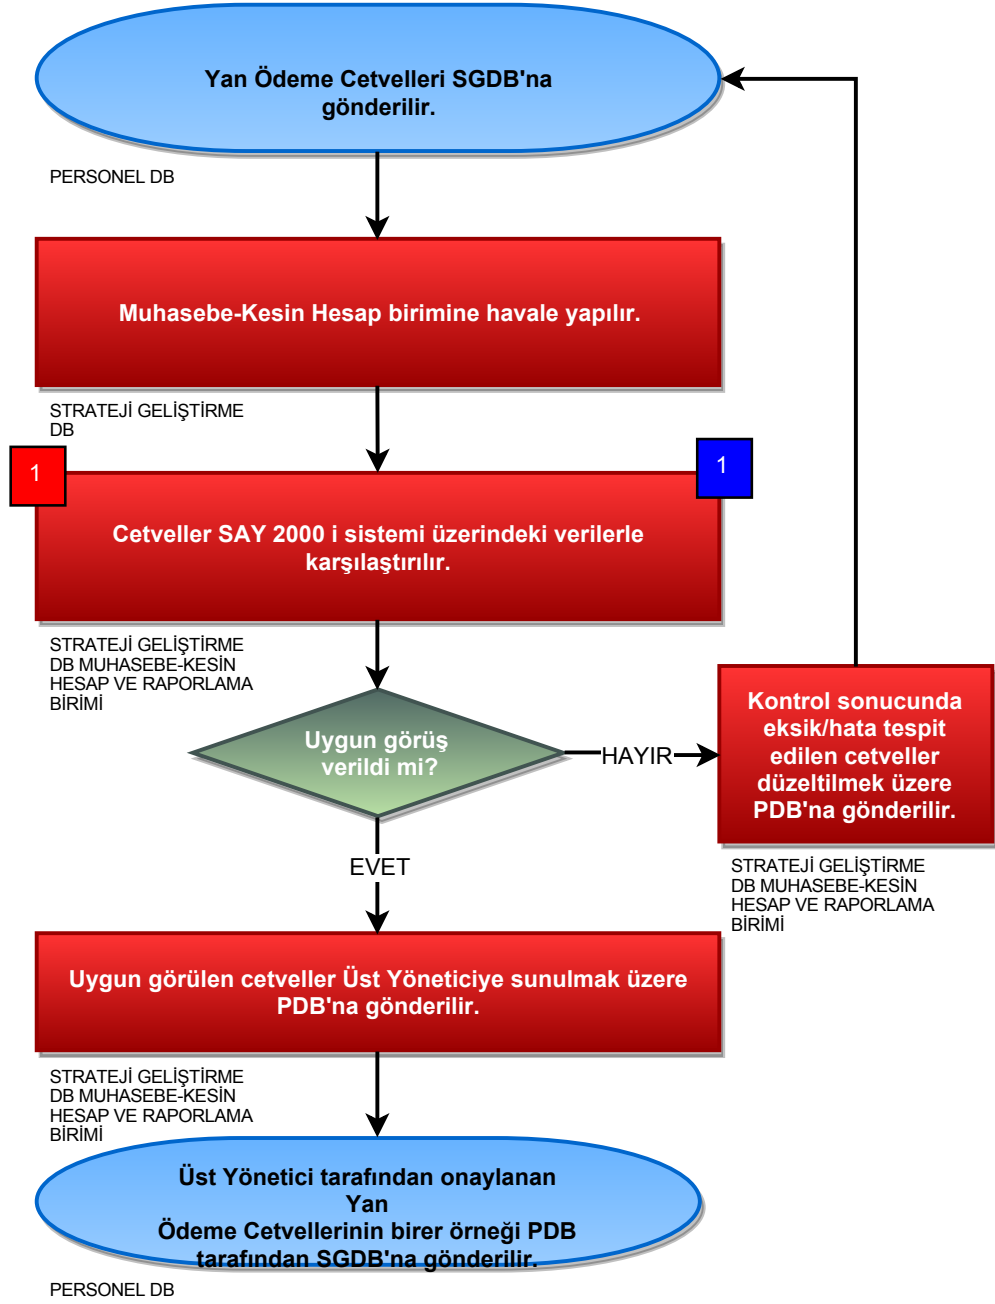 Yan Ödeme Cetvelleri SGDB'na
gönderilir.
PERSONEL DB
Muhasebe-Kesin Hesap birimine havale yapılır.
STRATEJİ GELİŞTİRME
DB
1
1
Cetveller SAY 2000 i sistemi üzerindeki verilerle
karşılaştırılır.
STRATEJİ GELİŞTİRME
DB MUHASEBE-KESİN
HESAP VE RAPORLAMA
BİRİMİ
Uygun görüş
verildi mi?
HAYIR
Kontrol sonucunda
eksik/hata tespit
edilen cetveller
düzeltilmek üzere
PDB'na gönderilir.
STRATEJİ GELİŞTİRME
DB MUHASEBE-KESİN
HESAP VE RAPORLAMA
BİRİMİ
EVET
Uygun görülen cetveller Üst Yöneticiye sunulmak üzere
PDB'na gönderilir.
STRATEJİ GELİŞTİRME
DB MUHASEBE-KESİN
HESAP VE RAPORLAMA
BİRİMİ
Üst Yönetici tarafından onaylanan
Yan
Ödeme Cetvellerinin birer örneği PDB
tarafından SGDB'na gönderilir.
PERSONEL DB